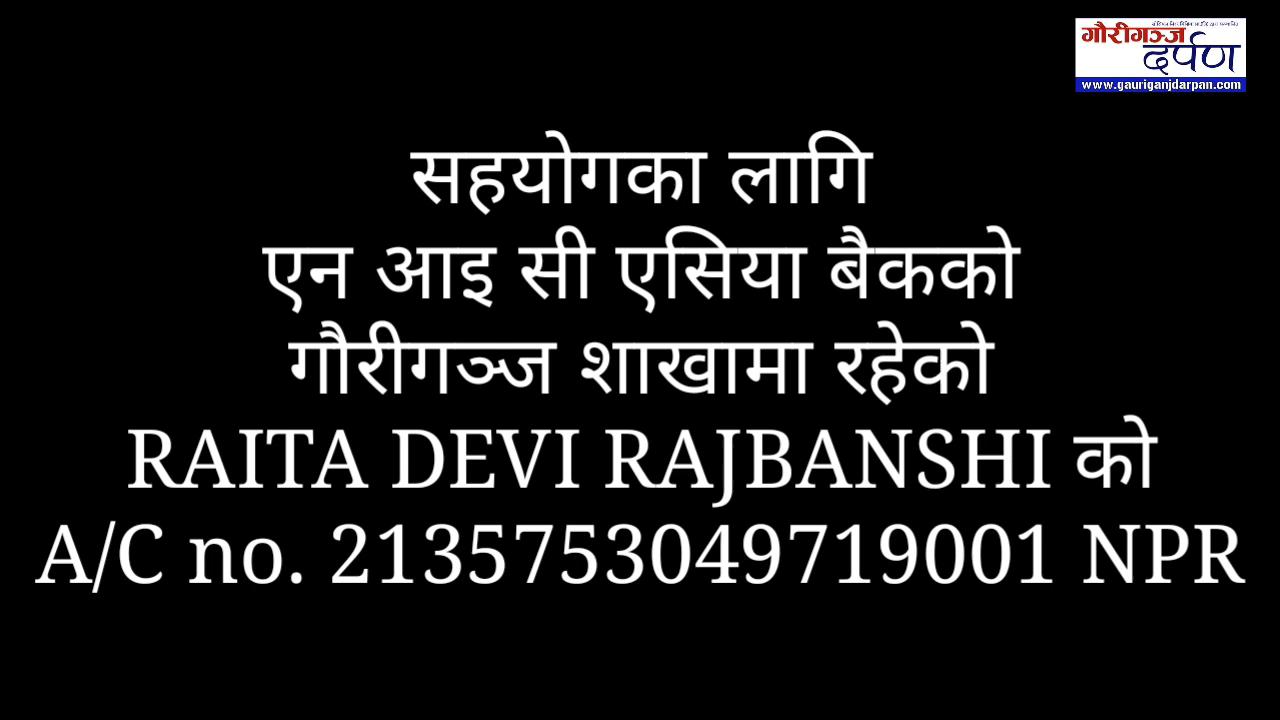 गौरीगञ्ज
दर्पण
www.gauriganjdarpan.com
सहयोगका लागि
एन आइ सी एसिया बैकको
गौरीगञ्ज शाखामा रहेको
RAITA DEVI RAJBANSHI को
A/C no. 2135753049719001 NPR